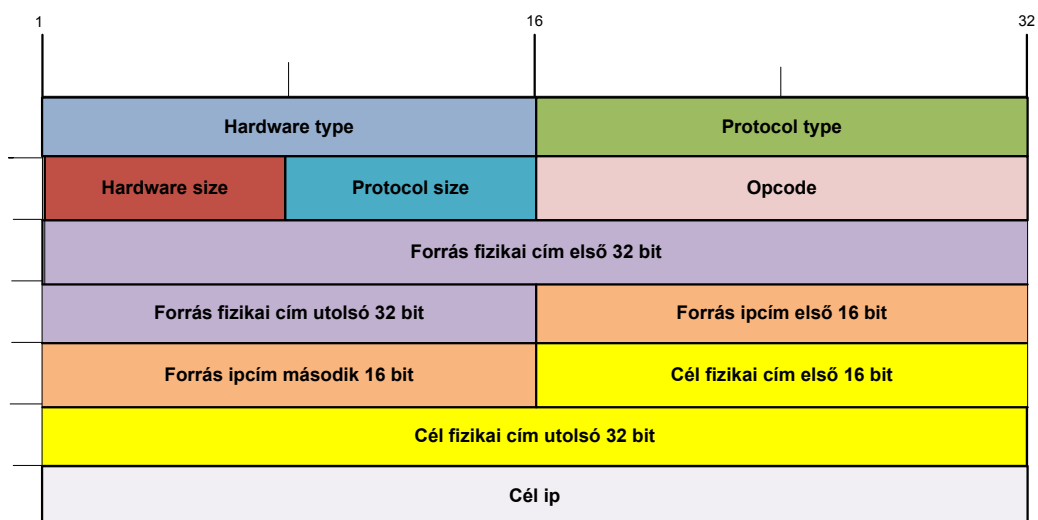 1 16 32
Hardware type Protocol type
Hardware size Protocol size Opcode
Forrás fizikai cím első 32 bit
Forrás fizikai cím utolsó 32 bit Forrás ipcím első 16 bit
Forrás ipcím második 16 bit Cél fizikai cím első 16 bit
Cél fizikai cím utolsó 32 bit
Cél ip